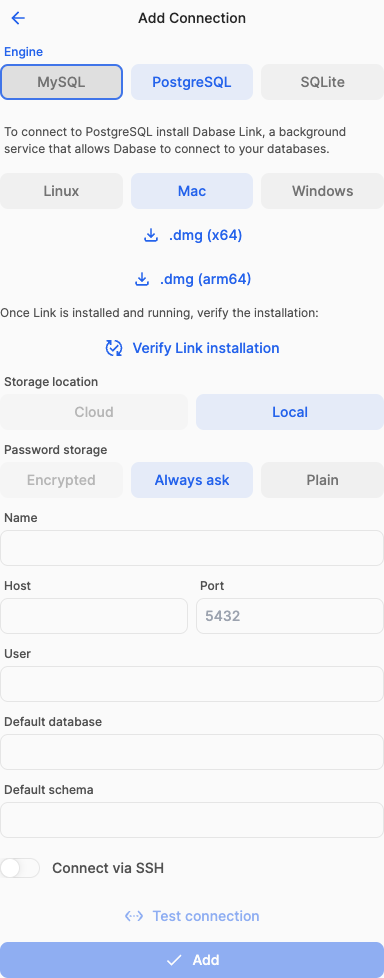 Add Connection
Engine
MySQL PostgreSQL SQLite
To connect to PostgreSQL install Dabase Link, a background
service that allows Dabase to connect to your databases.
Linux Mac Windows
.dmg (x64)
.dmg (arm64)
Once Link is installed and running, verify the installation:
Verify Link installation
Storage location
Cloud Local
Password storage
Encrypted Always ask Plain
Name
Host Port
5432
User
Default database
Default schema
Connect via SSH
Test connection
Add